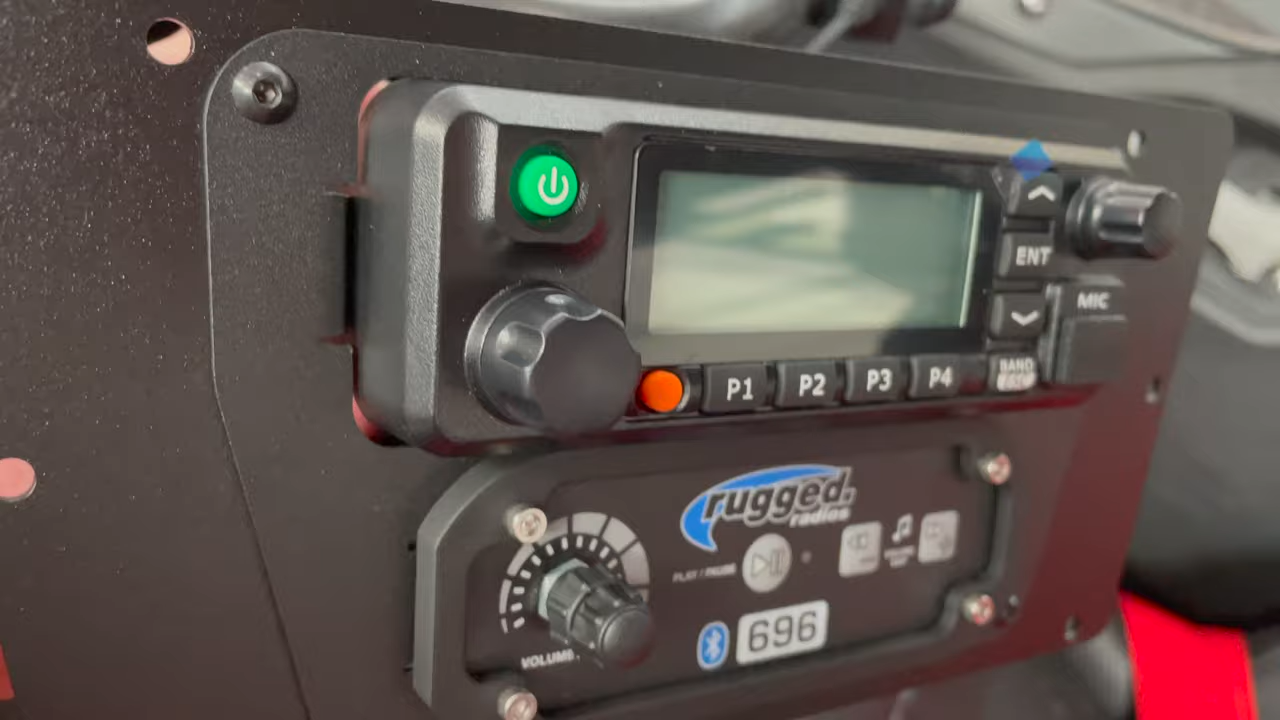 ENT
MIC
P1 P2 P3 P4 BAND
rugged
radios
PLAY / PAUSE
696
VOLUME